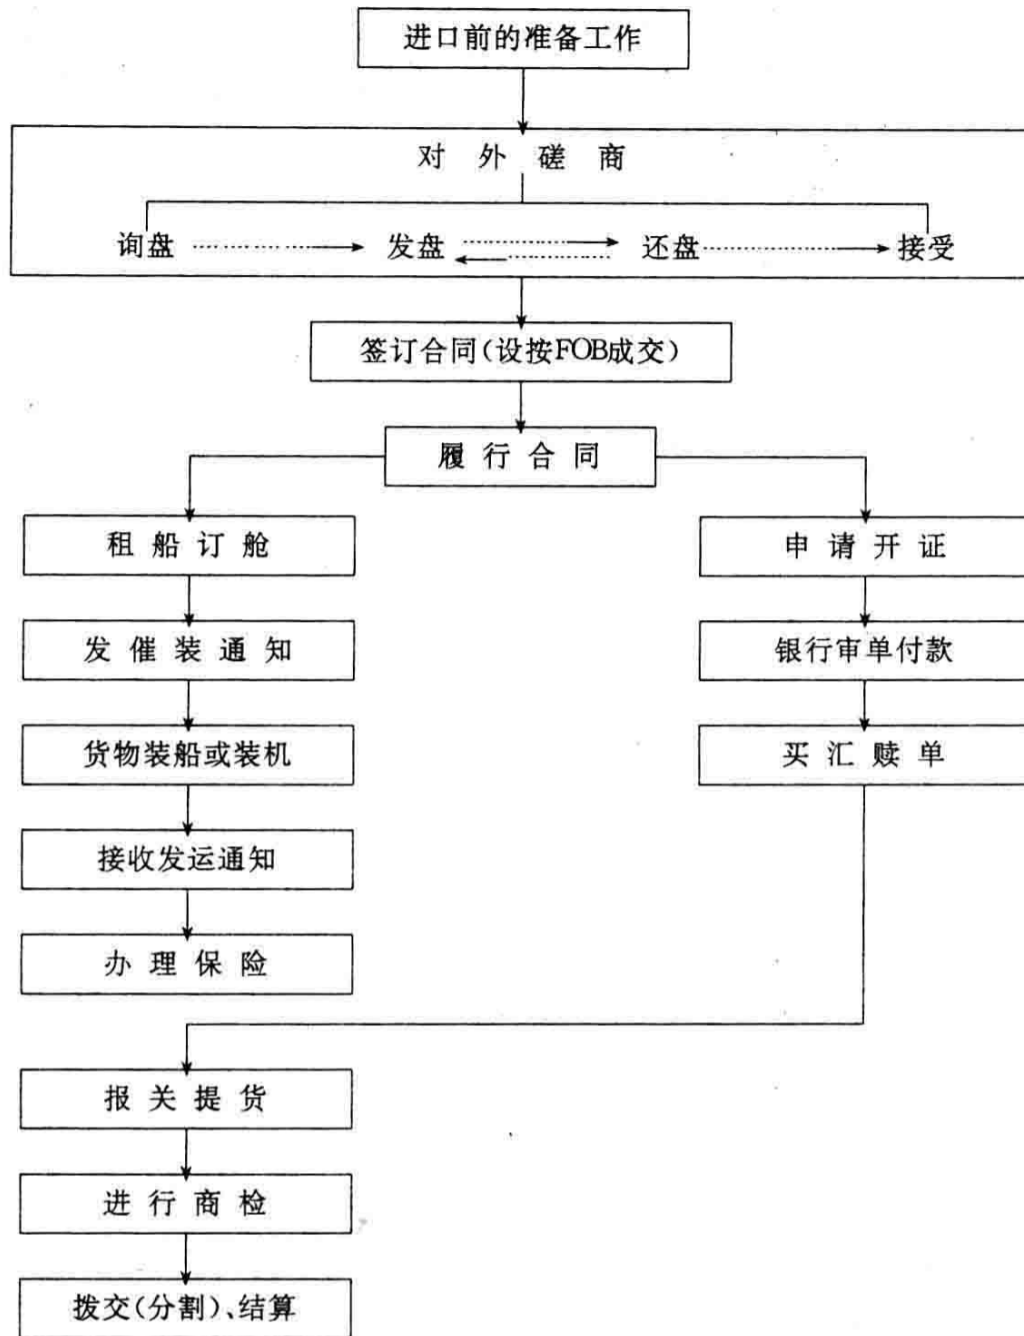 进口前的准备工作
对外磋商
询盘 发盘 还盘 接受
签订合同(设按FOB成交)
履行合同
租船订舱
申请开证
发催装通知
银行审单付款
货物装船或装机
买汇赎单
接收发运通知
办理保险
报关提货
进行商检
拨交(分割)、结算